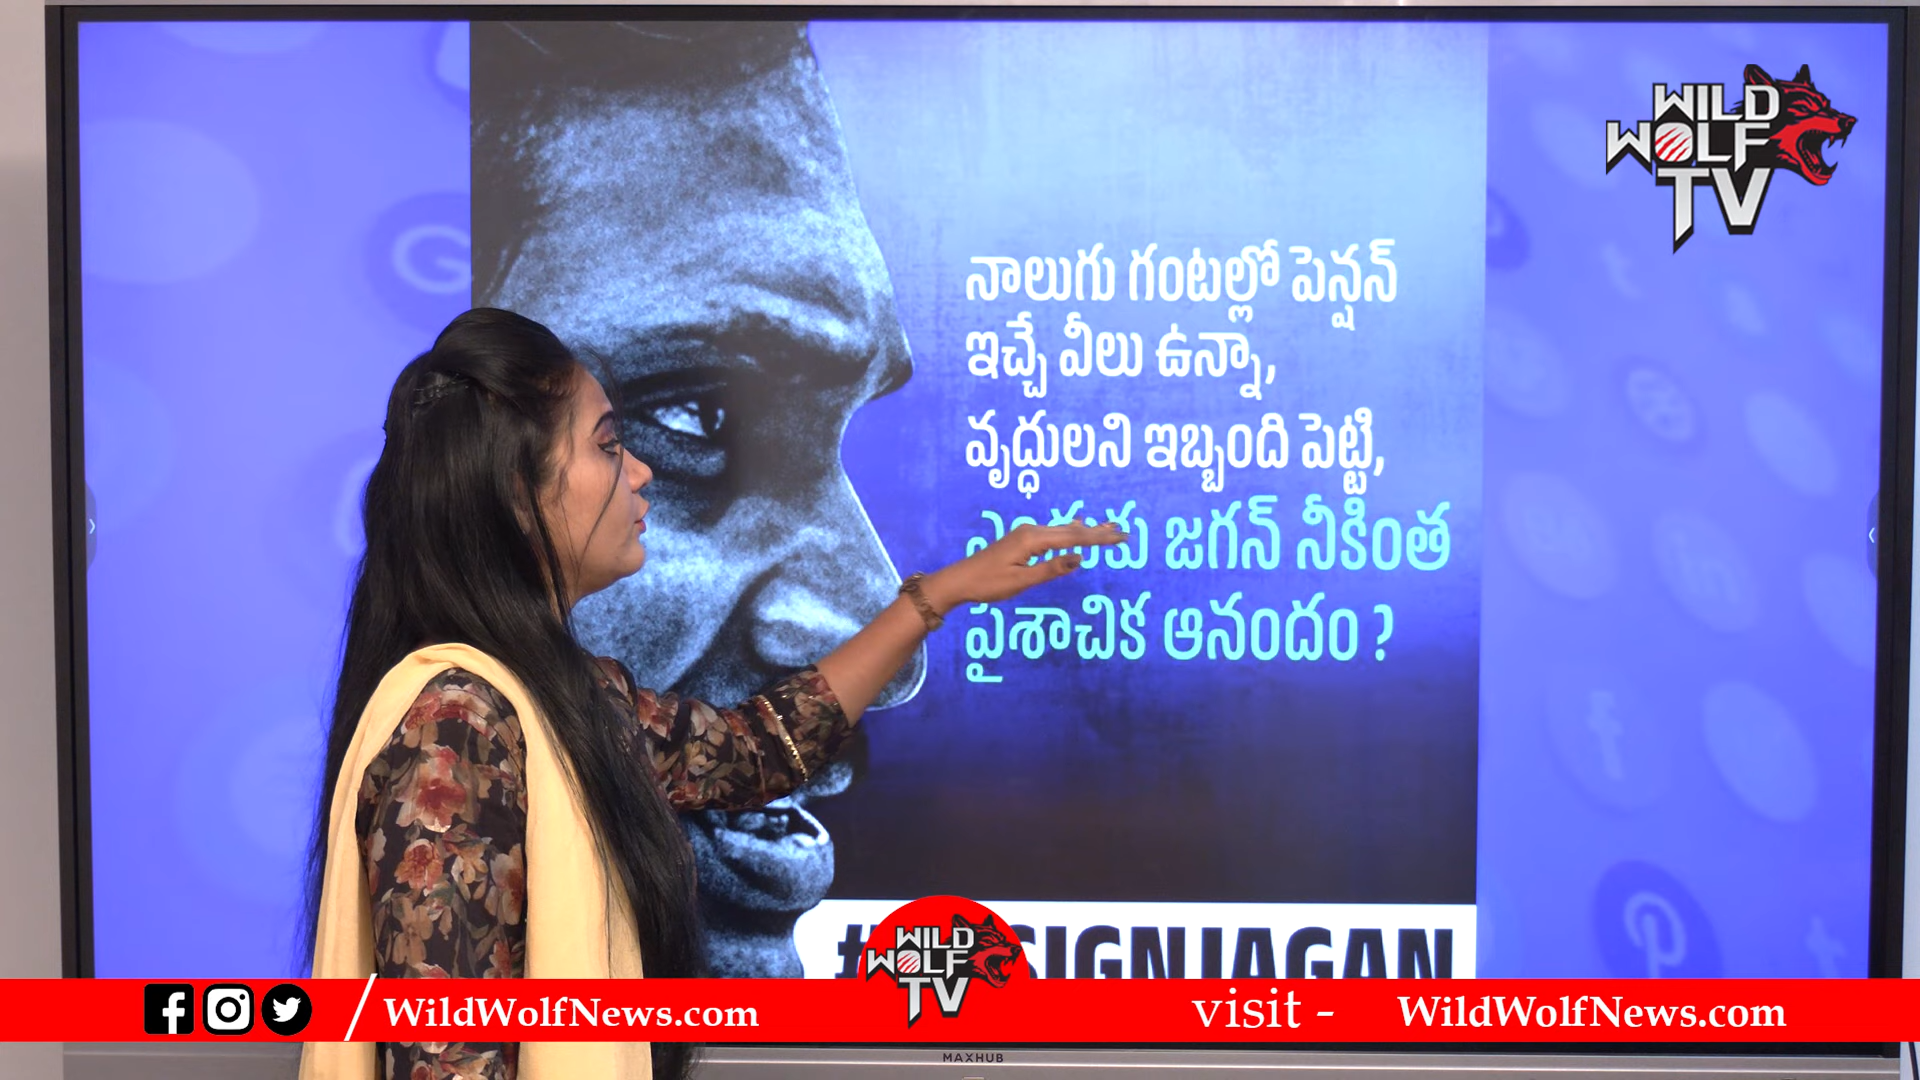 WILD
WOLF
TV
నాలుగు గంటల్లో పెన్షన్
ఇచ్చే వీలు ఉన్నా,
వృద్ధులని ఇబ్బంది పెట్టి,
జగన్ నీకింత
పైశాచిక ఆనందం ?
WILD
WOLF
TV
WildWolfNews.com
visit - WildWolfNews.com
MAXHUB